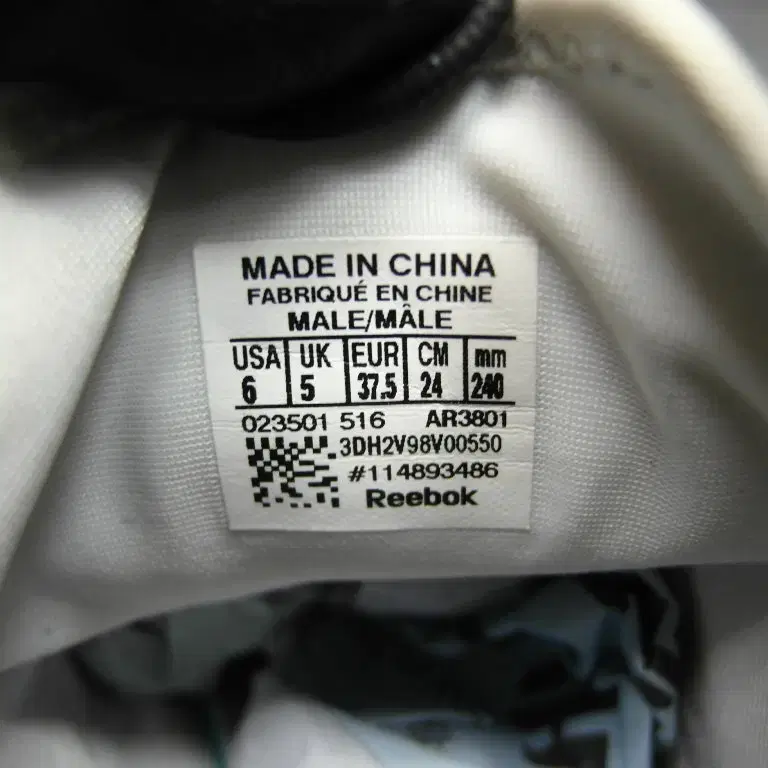 MADE IN CHINA
FABRIQUÉ EN CHINE
MALE/MÂLE
USA UK EUR CM mm
6 5 37.5 24 240
023501 516 AR3801
3DH2V98V00550
#114893486
Reebok